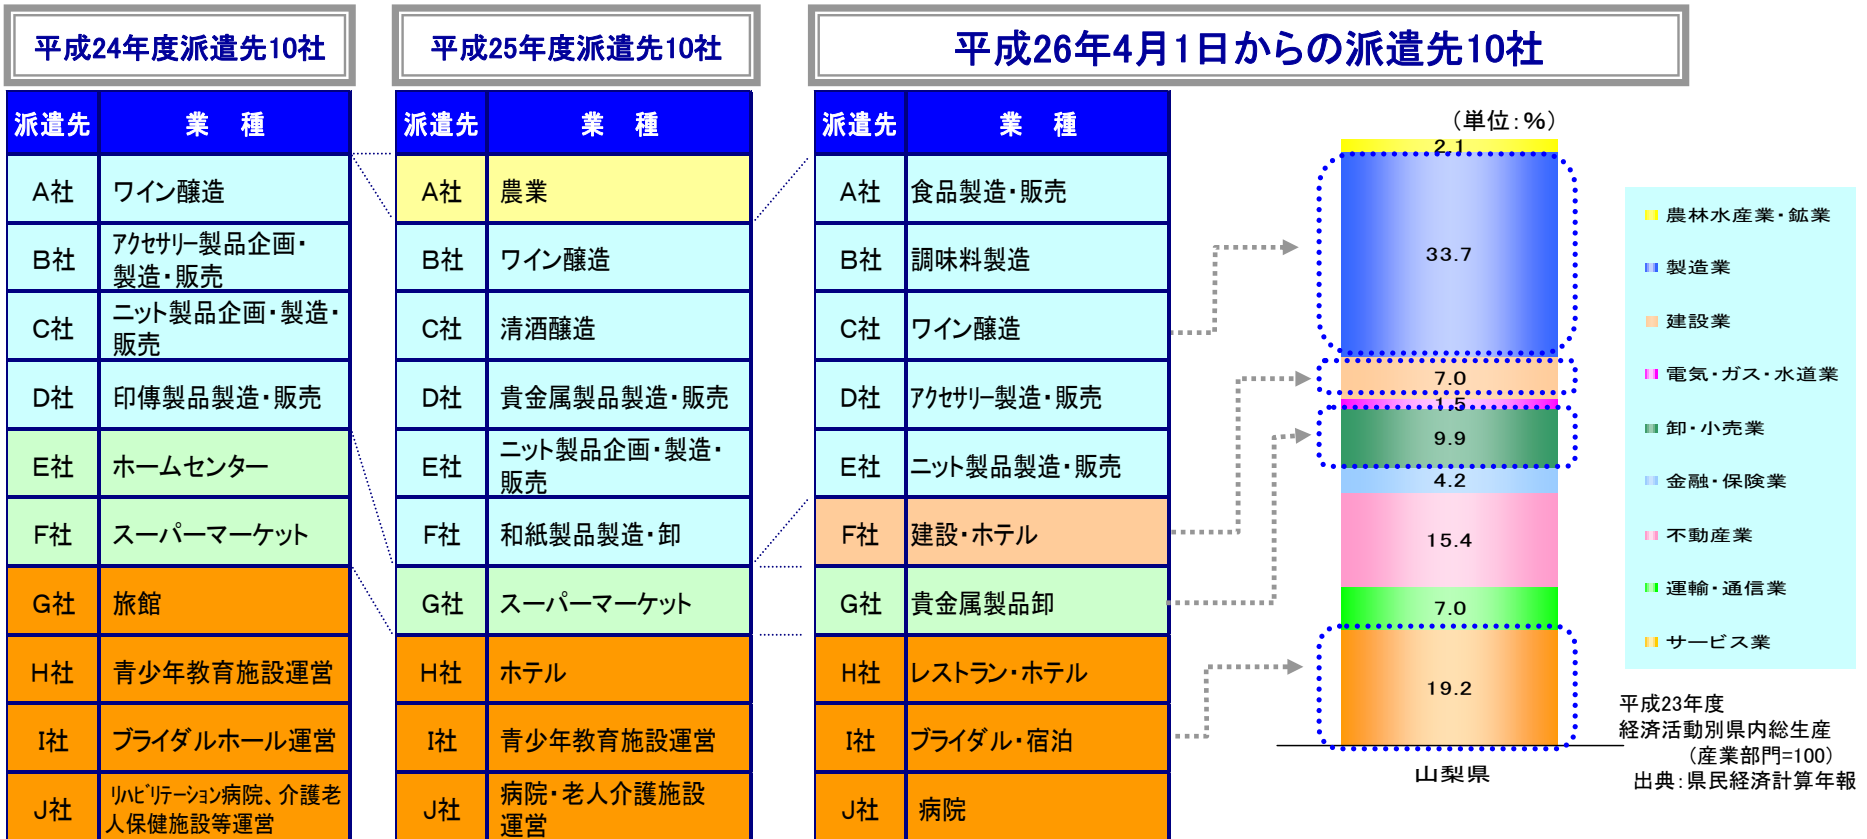 平成24年度派遣先10社
派遣先 業　種
A社 ワイン醸造
B社 アクセサリー製品企画・
製造・販売
C社 ニット製品企画・製造・
販売
D社 印傳製品製造・販売
E社 ホームセンター
F社 スーパーマーケット
G社 旅館
H社 青少年教育施設運営
I社 ブライダルホール運営
J社 リハビリテーション病院、介護老
人保健施設等運営
平成25年度派遣先10社
派遣先 業　種
A社 農業
B社 ワイン醸造
C社 清酒醸造
D社 貴金属製品製造・販売
E社 ニット製品企画・製造・
販売
F社 和紙製品製造・卸
G社 スーパーマーケット
H社 ホテル
I社 青少年教育施設運営
J社 病院・老人介護施設
運営
平成26年4月1日からの派遣先10社
派遣先 業　種
A社 食品製造・販売
B社 調味料製造
C社 ワイン醸造
D社 アクセサリー製造・販売
E社 ニット製品製造・販売
F社 建設・ホテル
G社 貴金属製品卸
H社 レストラン・ホテル
I社 ブライダル・宿泊
J社 病院
（単位：％）
2.1
33.7
7.0
1.5
9.9
4.2
15.4
7.0
19.2
山梨県
農林水産業・鉱業
製造業
建設業
電気・ガス・水道業
卸・小売業
金融・保険業
不動産業
運輸・通信業
サービス業
平成23年度
経済活動別県内総生産
（産業部門=100）
出典：県民経済計算年報